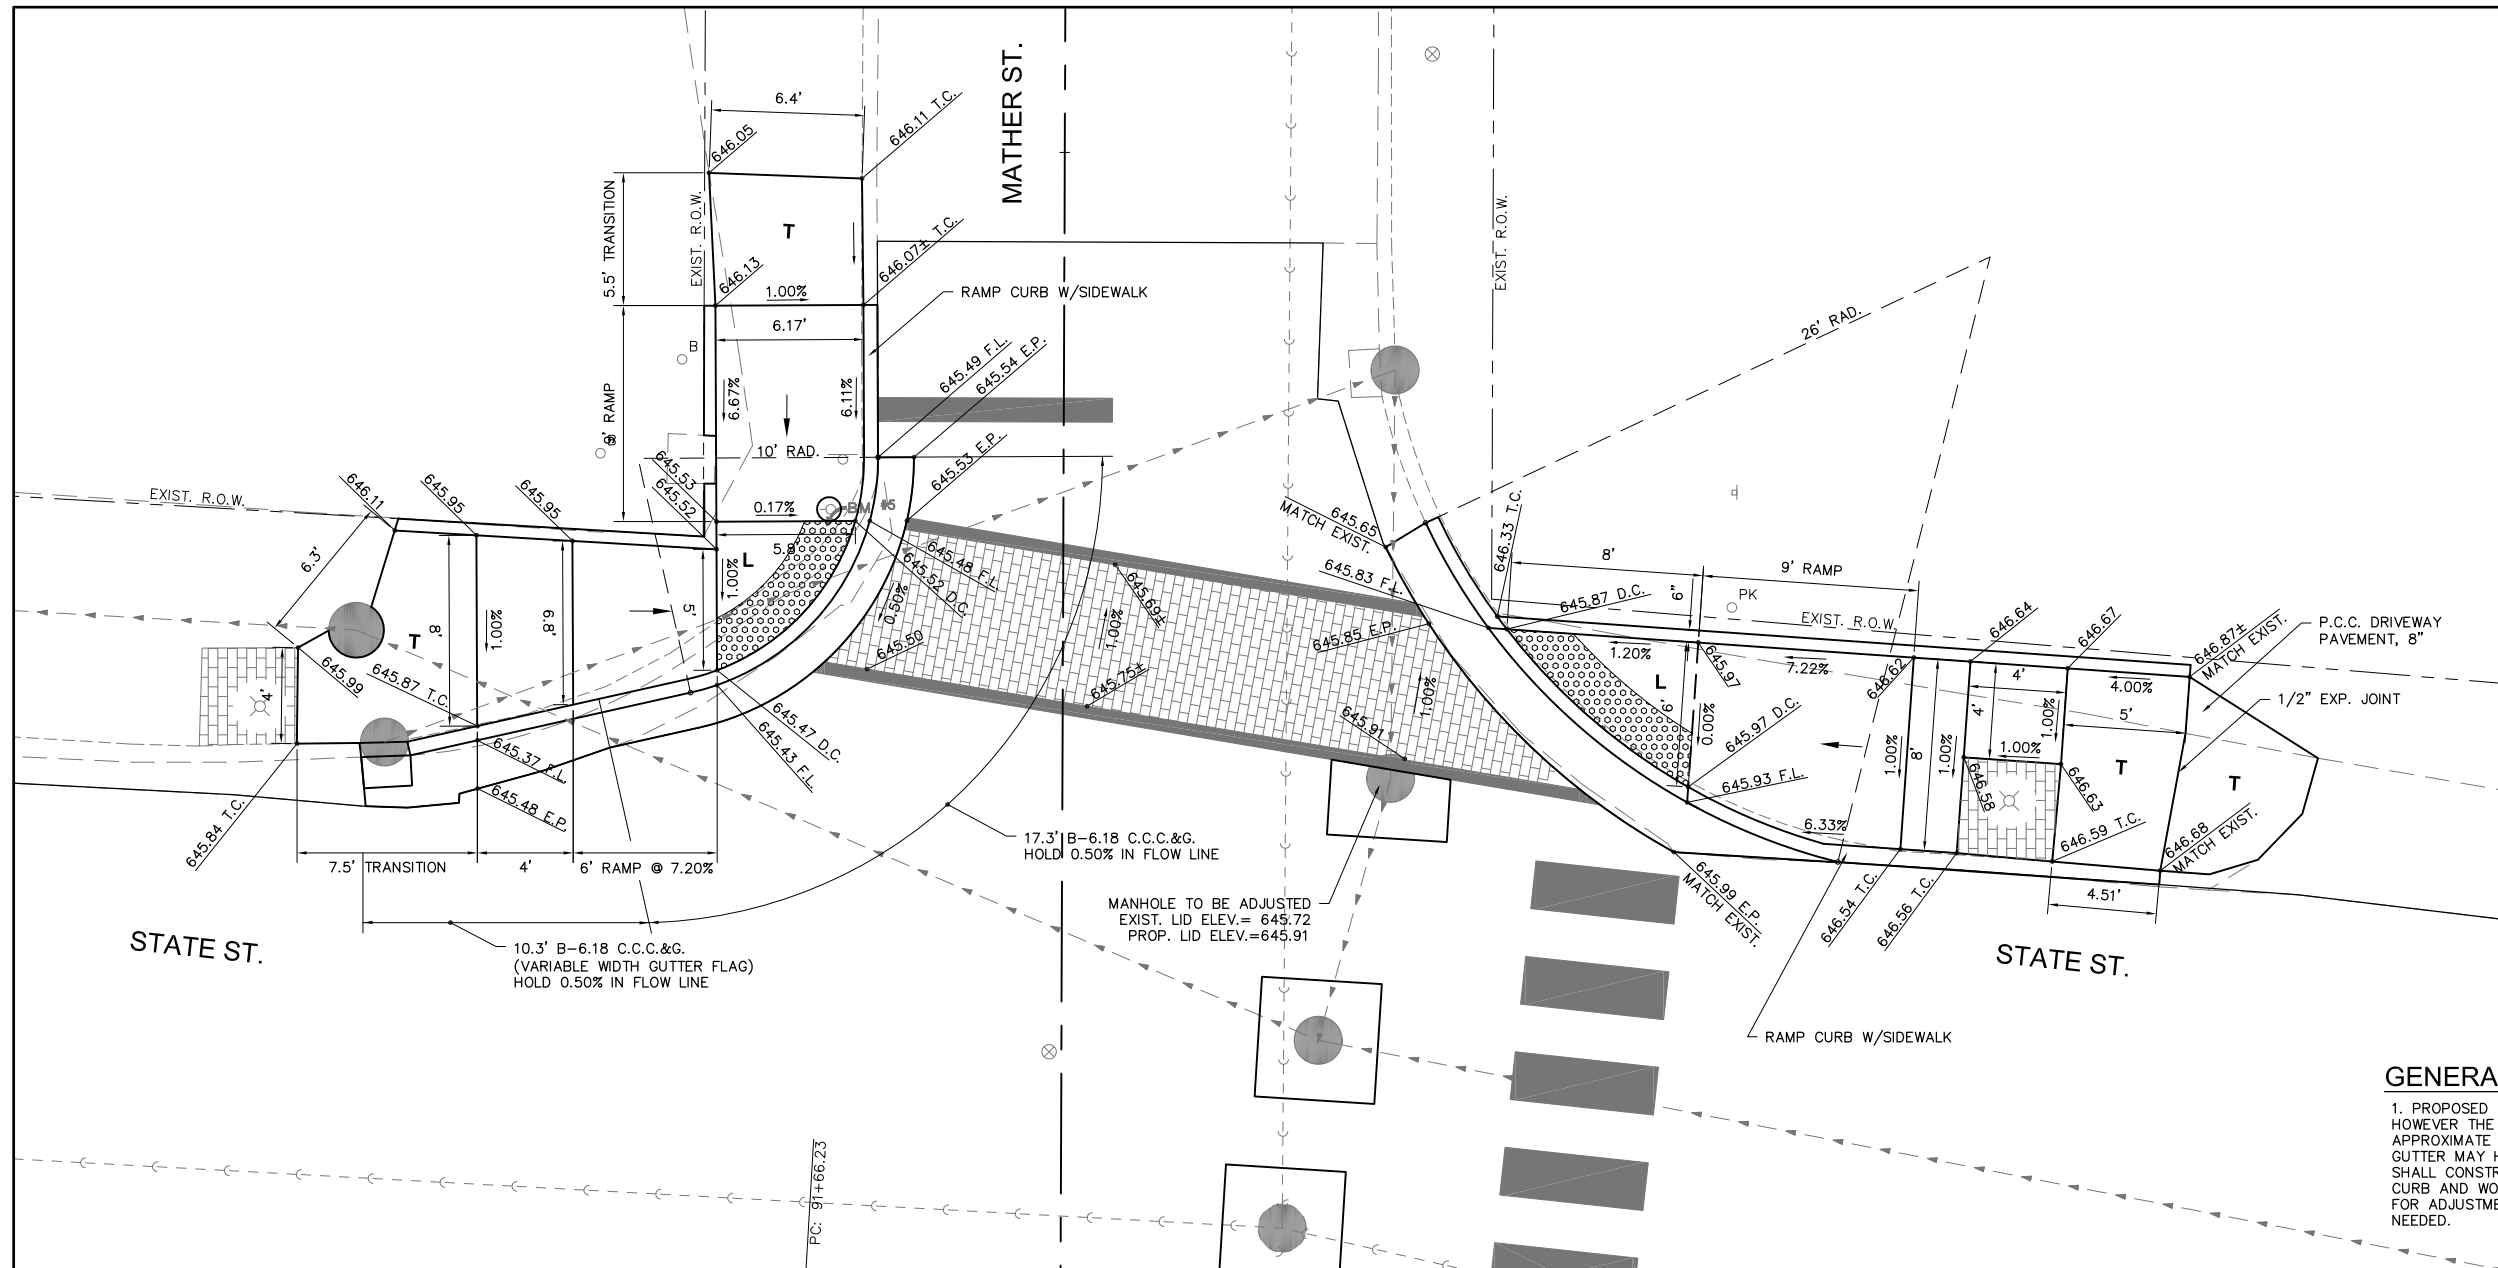 MATHER ST.
6.4'
646.05
646.11 T.C.
5.5' TRANSITION
EXIST. R.O.W.
T
646.13
646.07± T.C.
1.00%
RAMP CURB W/SIDEWALK
6.17'
B
9' RAMP
6.67%
6.11%
645.49 F.L.
645.54 E.P.
10' RAD.
645.53 E.P.
645.53
645.52
0.17%
BM #5
5.8'
L
1.00%
5'
645.48 F.L.
645.52 D.C.
0.50%
645.50
EXIST. R.O.W.
646.11
645.95
645.95
6.3'
8'
1.00%
6.8'
T
645.99
645.87 T.C.
4'
645.84 T.C.
645.37 F.L.
645.48 E.P.
645.47 D.C.
645.43 F.L.
7.5' TRANSITION
4'
6' RAMP @ 7.20%
17.3' B-6.18 C.C.C.&G.
HOLD 0.50% IN FLOW LINE
10.3' B-6.18 C.C.C.&G.
(VARIABLE WIDTH GUTTER FLAG)
HOLD 0.50% IN FLOW LINE
STATE ST.
645.69±
1.00%
645.75±
645.65
MATCH EXIST.
645.83 F.L.
645.85 E.P.
1.00%
645.91
MANHOLE TO BE ADJUSTED
EXIST. LID ELEV.= 645.72
PROP. LID ELEV.=645.91
EXIST. R.O.W.
26' RAD.
646.33 T.C.
8'
9' RAMP
.6'
PK
EXIST. R.O.W.
645.87 D.C.
1.20%
L
645.97
7.22%
646.62
646.64
646.67
646.87±
MATCH EXIST.
P.C.C. DRIVEWAY
PAVEMENT, 8"
1/2" EXP. JOINT
4'
4.00%
5'
4'
1.00%
1.00%
6'
0.00%
645.97 D.C.
645.93 F.L.
1.00%
8'
1.00%
646.58
646.63
T
T
6.33%
646.59 T.C.
646.68
MATCH EXIST.
645.99 E.P.
MATCH EXIST.
646.54 T.C.
646.56 T.C.
4.51'
STATE ST.
RAMP CURB W/SIDEWALK
PC: 91+66.23
GENERA
1. PROPOSED
HOWEVER THE
APPROXIMATE
GUTTER MAY H
SHALL CONSTR
CURB AND WO
FOR ADJUSTME
NEEDED.